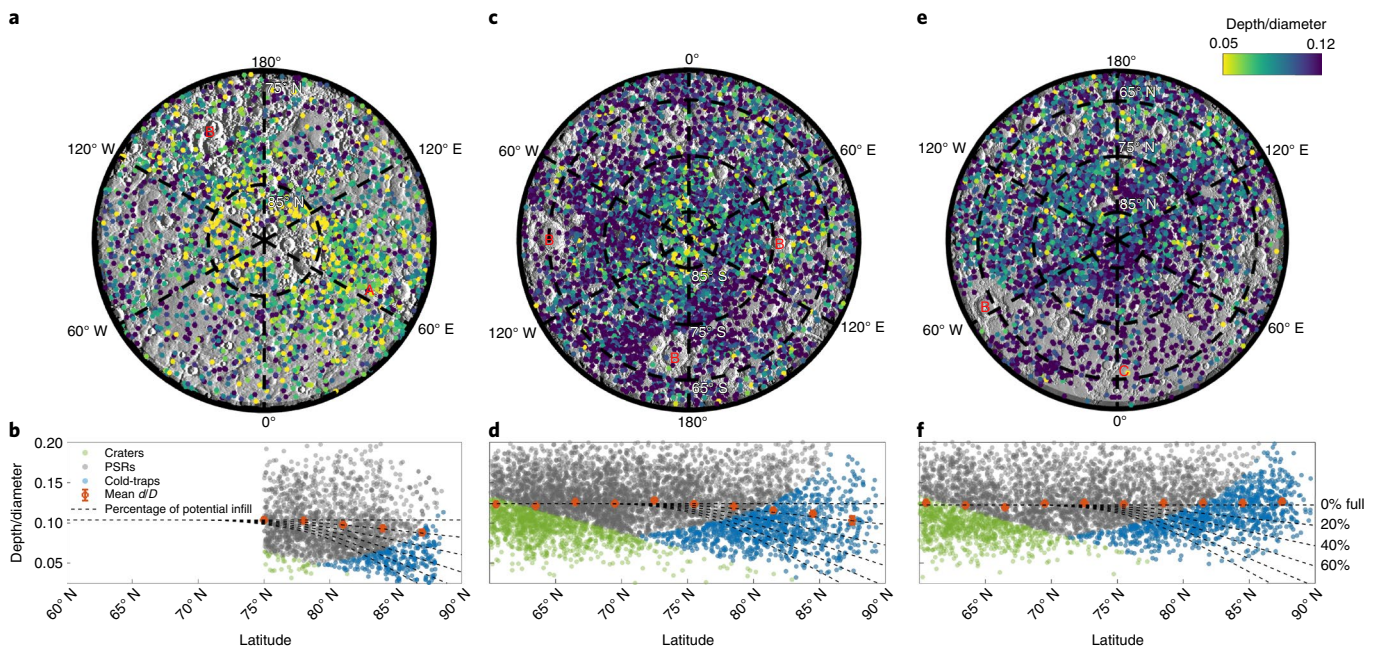 a
c
e
Depth/diameter
0.05
0.12
180°
75° N
B
120° W
120° E
85° N
A
60° W
60° E
0°
0°
60° W
60° E
B
B
85° S
120° W
120° E
75° S
B
65° S
180°
180°
65° N
120° W
75° N
120° E
85° N
B
60° W
60° E
C
0°
b
d
f
0.20
0.15
0.10
0.05
Depth/diameter
Craters
PSRs
Cold-traps
Mean d/D
Percentage of potential infill
0% full
20%
40%
60%
60° N
65° N
70° N
75° N
80° N
85° N
90° N
60° N
65° N
70° N
75° N
80° N
85° N
90° N
60° N
65° N
70° N
75° N
80° N
85° N
90° N
Latitude
Latitude
Latitude